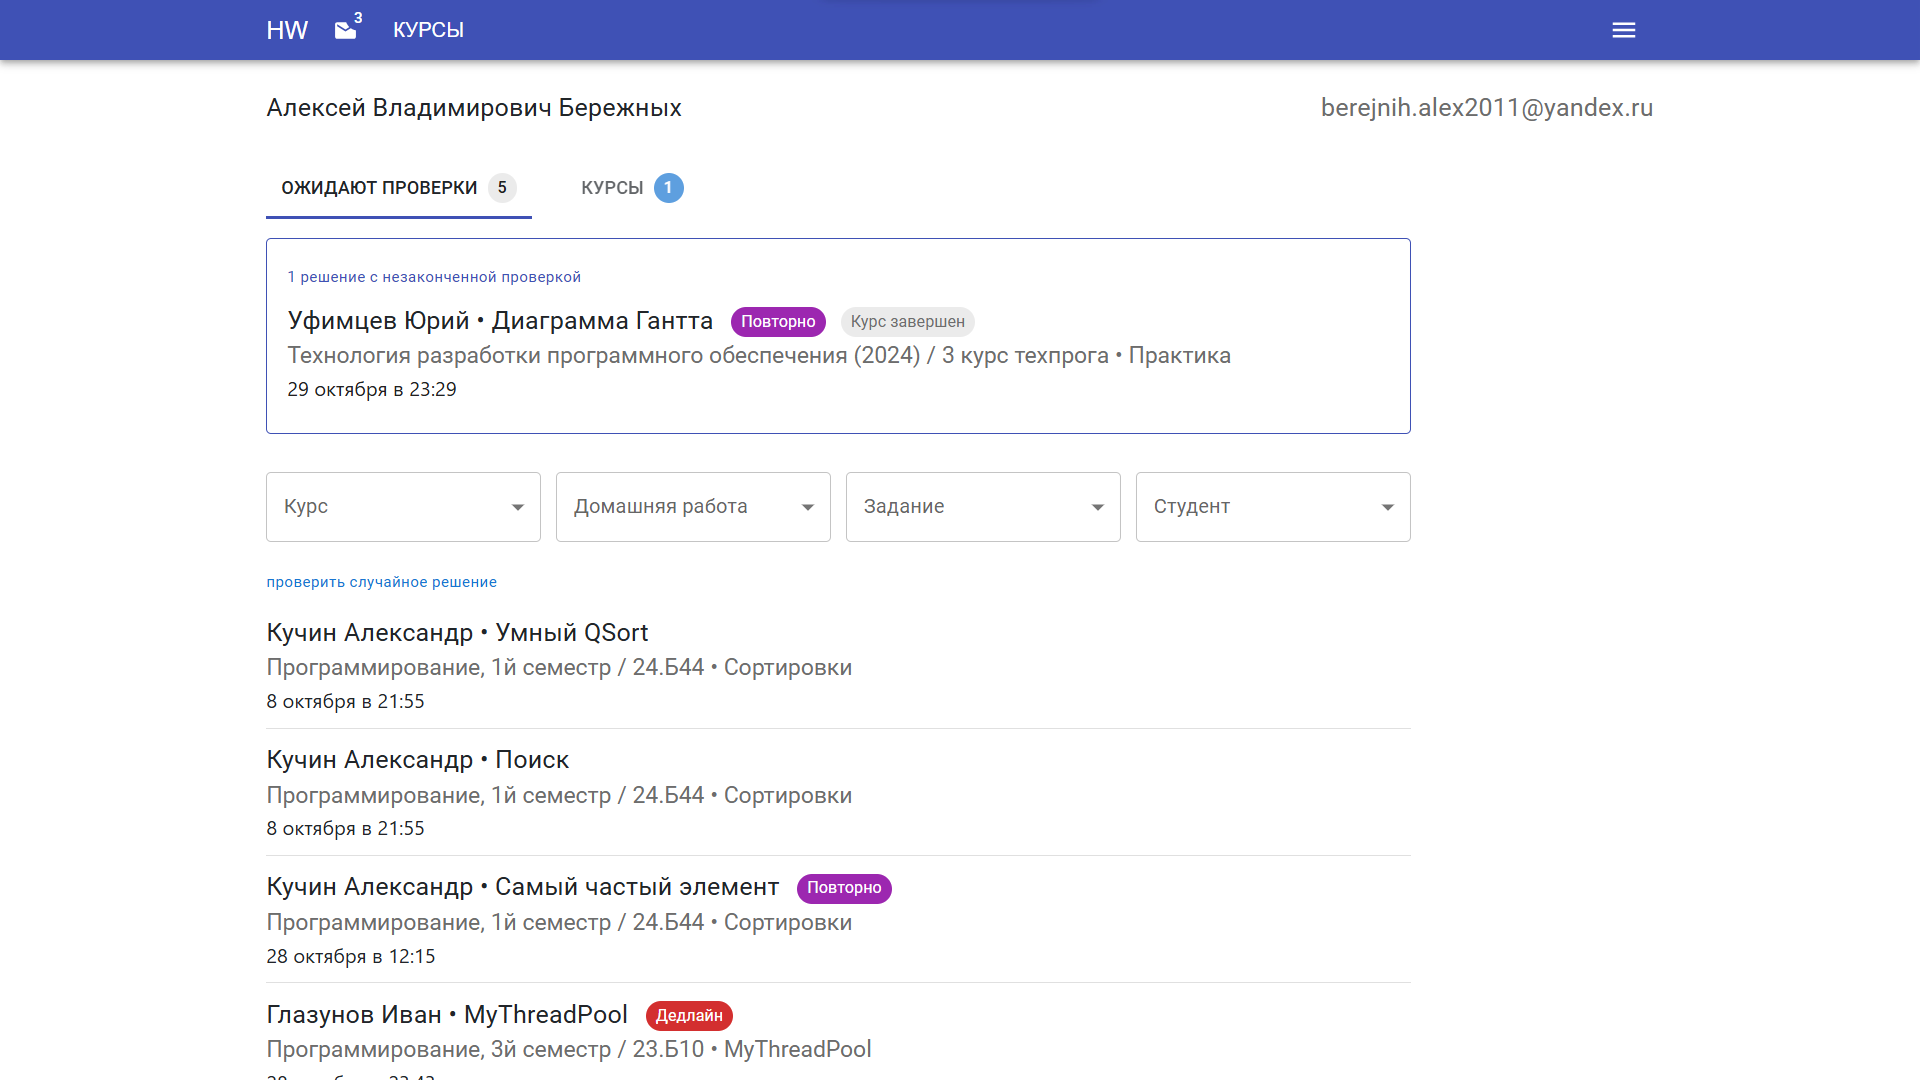 HW 3 КУРСЫ
Алексей Владимирович Бережных berejnih.alex2011@yandex.ru
ОЖИДАЮТ ПРОВЕРКИ 5 КУРСЫ 1
1 решение с незаконченной проверкой
Уфимцев Юрий • Диаграмма Гантта Повторно Курс завершен
Технология разработки программного обеспечения (2024) / 3 курс техпрога • Практика
29 октября в 23:29
Курс Домашняя работа Задание Студент
проверить случайное решение
Кучин Александр • Умный QSort
Программирование, 1й семестр / 24.Б44 • Сортировки
8 октября в 21:55
Кучин Александр • Поиск
Программирование, 1й семестр / 24.Б44 • Сортировки
8 октября в 21:55
Кучин Александр • Самый частый элемент Повторно
Программирование, 1й семестр / 24.Б44 • Сортировки
28 октября в 12:15
Глазунов Иван • MyThreadPool Дедлайн
Программирование, 3й семестр / 23.Б10 • MyThreadPool